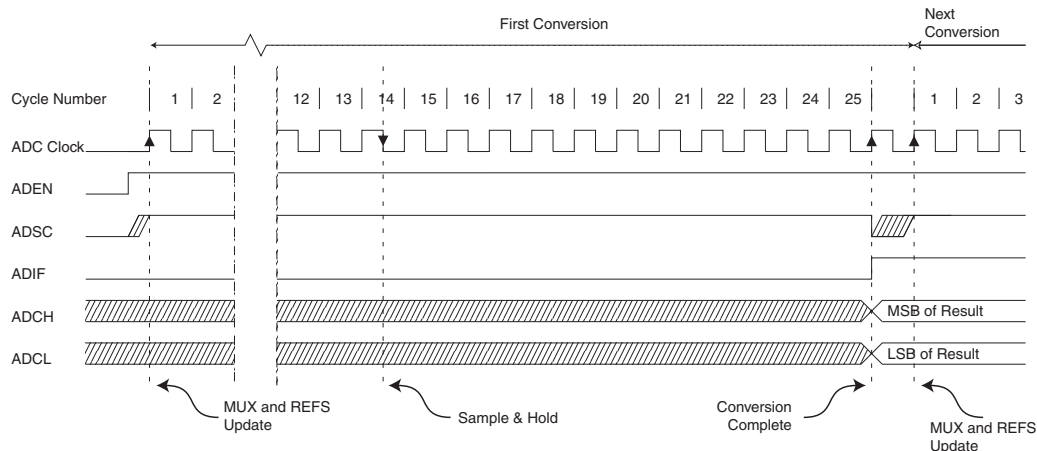 First Conversion
Next
Conversion
Cycle Number 1 2 12 13 14 15 16 17 18 19 20 21 22 23 24 25 1 2 3
ADC Clock
ADEN
ADSC
ADIF
ADCH MSB of Result
ADCL LSB of Result
MUX and REFS
Update
Sample & Hold
Conversion
Complete
MUX and REFS
Update